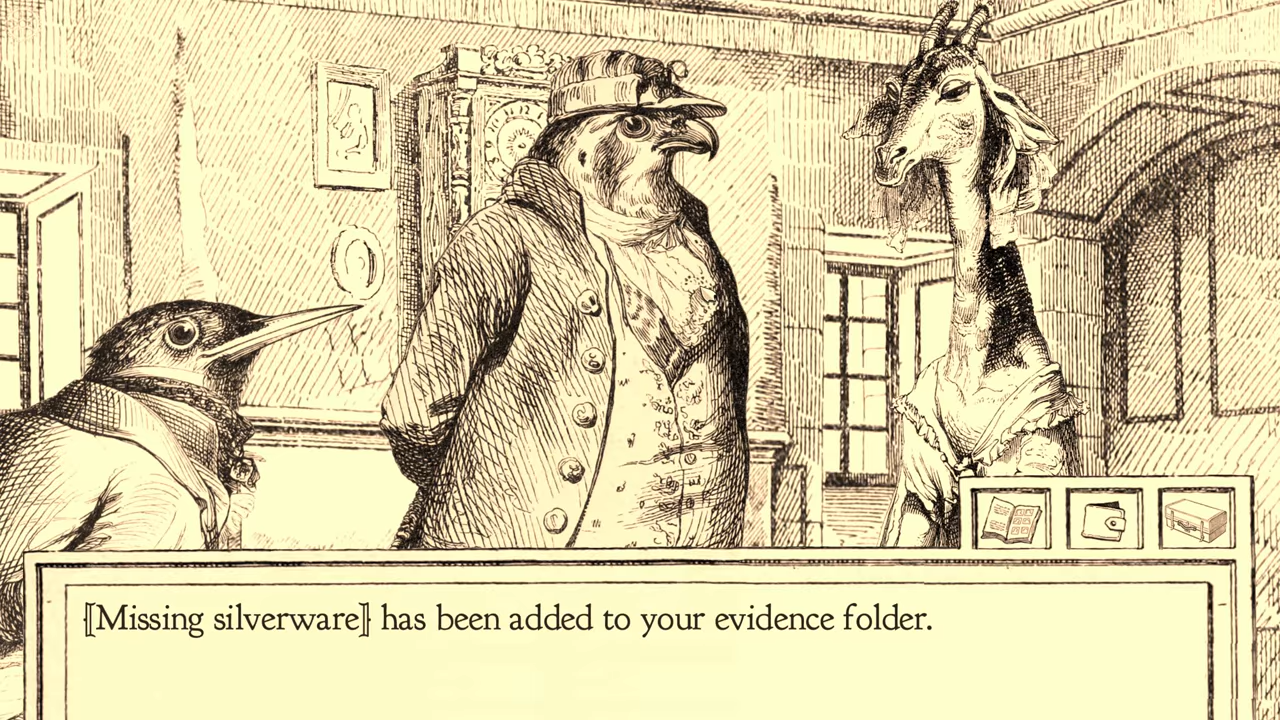 ⟦Missing silverware⟧ has been added to your evidence folder.